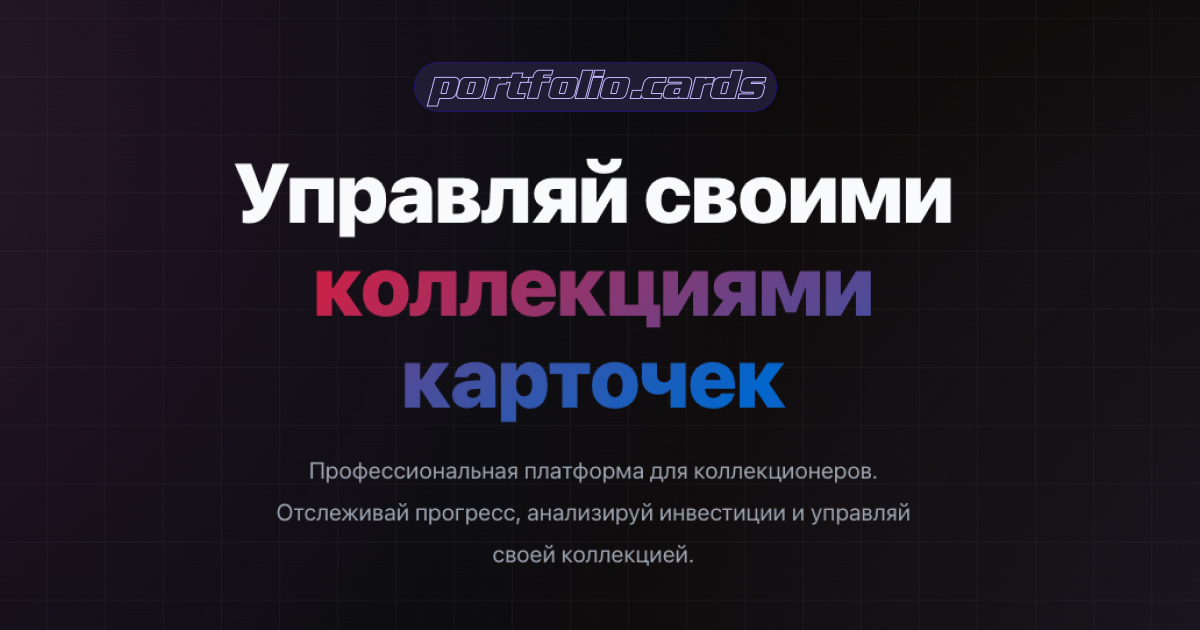 portfolio.cards
Управляй своими
коллекциями
карточек
Профессиональная платформа для коллекционеров.
Отслеживай прогресс, анализируй инвестиции и управляй
своей коллекцией.